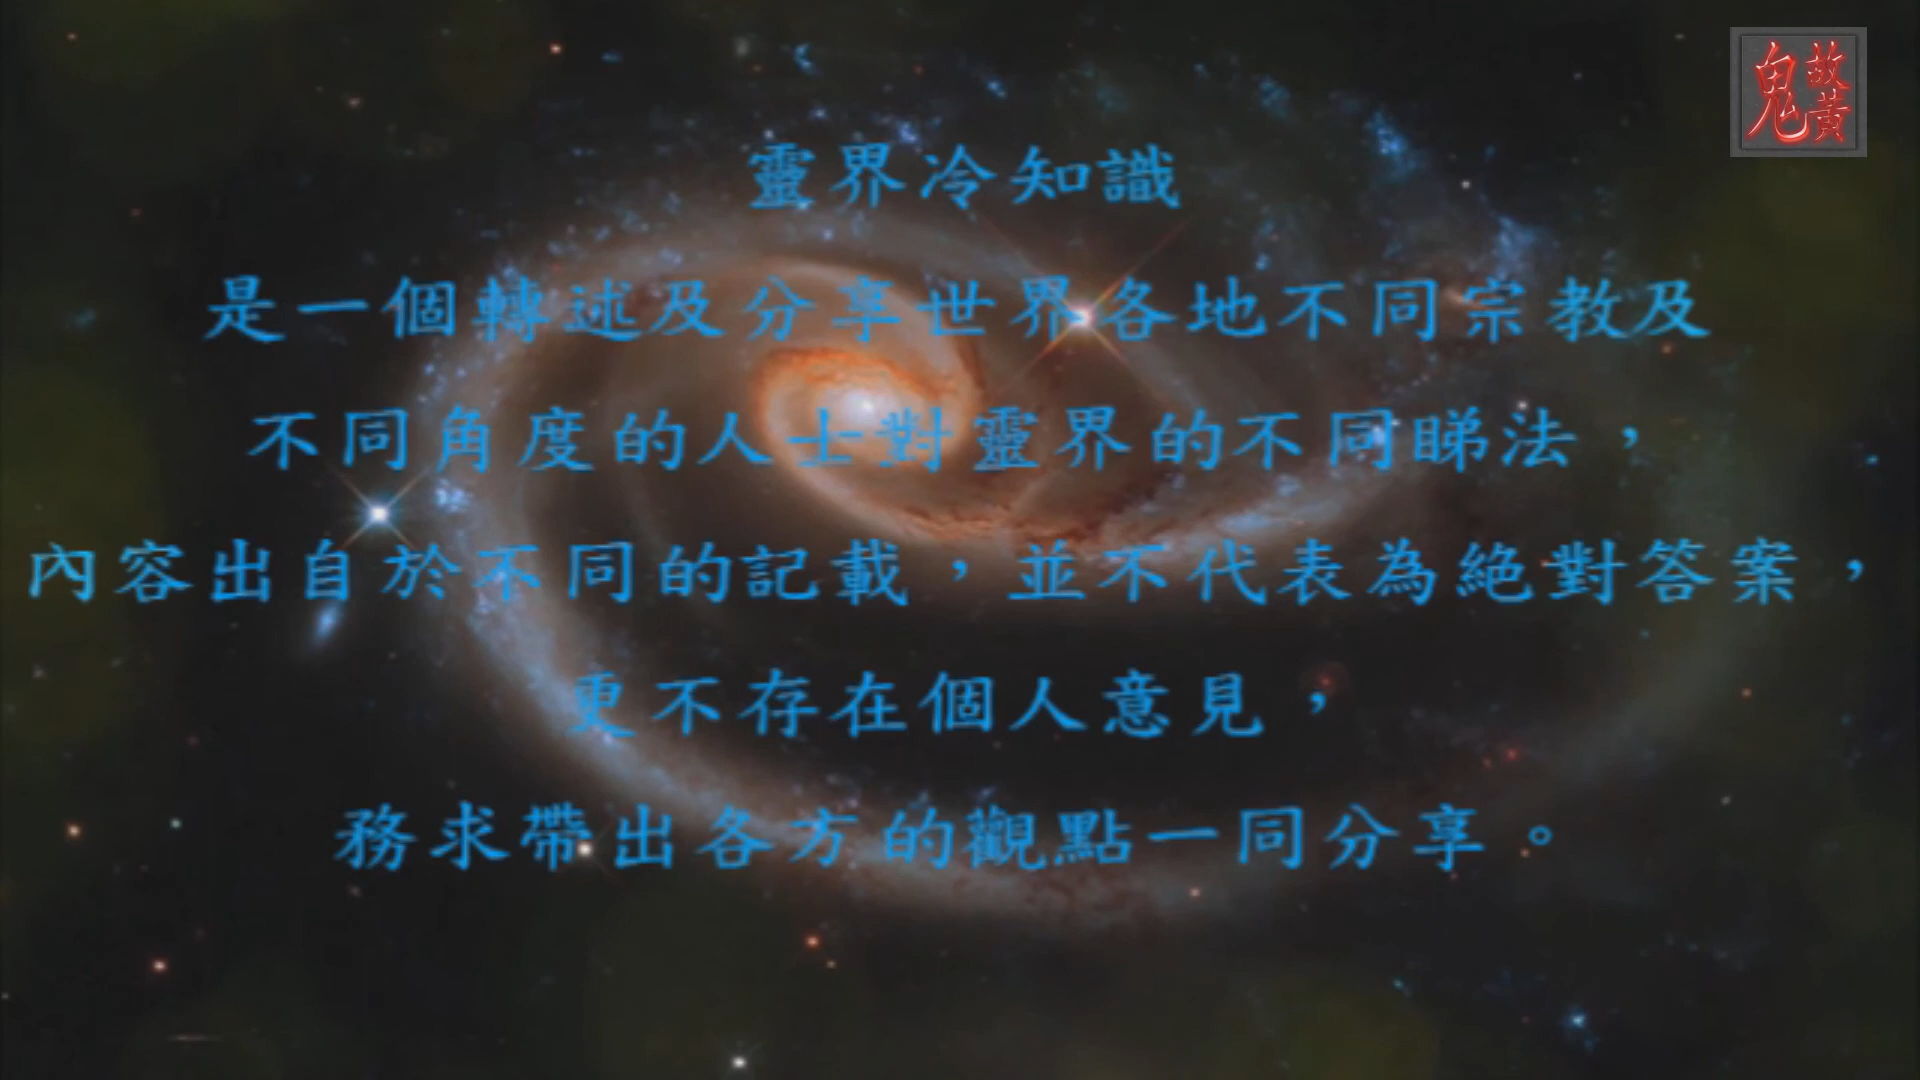 鬼故黃
靈界冷知識
是一個轉述及分享世界各地不同宗教及
不同角度的人士對靈界的不同睇法，
內容出自於不同的記載，並不代表為絕對答案，
更不存在個人意見，
務求帶出各方的觀點一同分享。